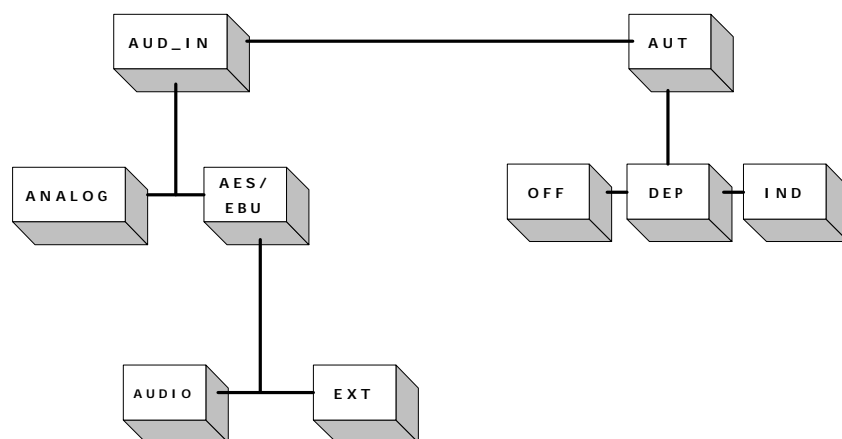 AUD_IN
AUT
ANALOG
AES/
EBU
OFF
DEP
IND
AUDIO
EXT